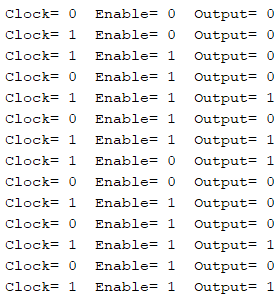 Clock= 0  Enable= 0  Output= 0
Clock= 1  Enable= 0  Output= 0
Clock= 0  Enable= 1  Output= 0
Clock= 0  Enable= 1  Output= 0
Clock= 1  Enable= 1  Output= 1
Clock= 0  Enable= 1  Output= 0
Clock= 1  Enable= 1  Output= 1
Clock= 1  Enable= 0  Output= 1
Clock= 0  Enable= 0  Output= 0
Clock= 1  Enable= 1  Output= 0
Clock= 0  Enable= 1  Output= 0
Clock= 1  Enable= 1  Output= 1
Clock= 0  Enable= 1  Output= 0
Clock= 1  Enable= 1  Output= 1